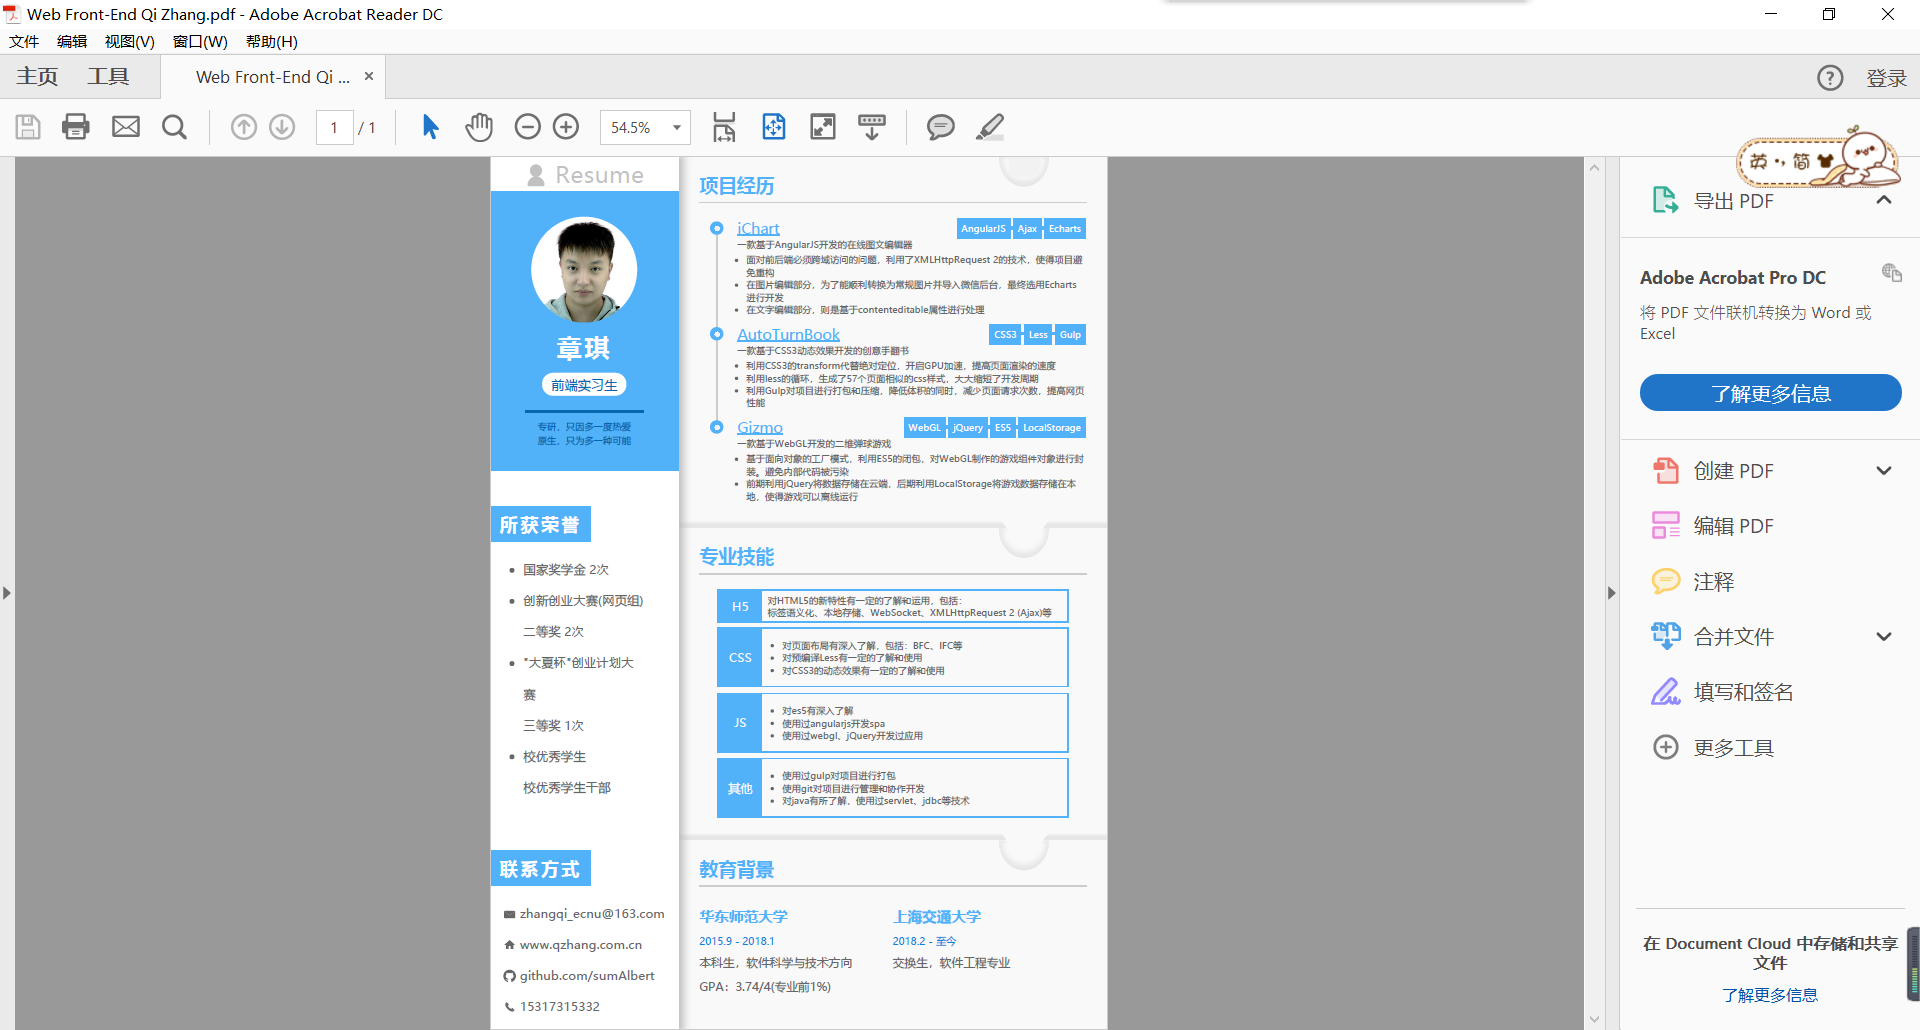 Web Front-End Qi Zhang.pdf - Adobe Acrobat Reader DC
文件 编辑 视图(V) 窗口(W) 帮助(H)
主页 工具 Web Front-End Qi ... ×
登录
1 / 1 54.5%
英 简
Resume
章琪
前端实习生
专研，只因多一度热爱
原生，只为多一种可能
所获荣誉
• 国家奖学金 2次
• 创新创业大赛(网页组)
二等奖 2次
• "大夏杯"创业计划大
赛
三等奖 1次
• 校优秀学生
校优秀学生干部
联系方式
zhangqi_ecnu@163.com
www.qzhang.com.cn
github.com/sumAlbert
15317315332
项目经历
iChart AngularJS Ajax Echarts
一款基于AngularJS开发的在线图文编辑器
• 面对前后端必须跨域访问的问题，利用了XMLHttpRequest 2的技术，使得项目避
免重构
• 在图片编辑部分，为了能顺利转换为常规图片并导入微信后台，最终选用Echarts
进行开发
• 在文字编辑部分，则是基于contenteditable属性进行处理
AutoTurnBook CSS3 Less Gulp
一款基于CSS3动态效果开发的创意手翻书
• 利用CSS3的transform代替绝对定位，开启GPU加速，提高页面渲染的速度
• 利用less的循环，生成了57个页面相似的css样式，大大缩短了开发周期
• 利用Gulp对项目进行打包和压缩，降低体积的同时，减少页面请求次数，提高网页
性能
Gizmo WebGL jQuery ES5 LocalStorage
一款基于WebGL开发的二维弹球游戏
• 基于面向对象的工厂模式，利用ES5的闭包，对WebGL制作的游戏组件对象进行封
装。避免内部代码被污染
• 前期利用jQuery将数据存储在云端，后期利用LocalStorage将游戏数据存储在本
地，使得游戏可以离线运行
专业技能
H5
对HTML5的新特性有一定的了解和运用，包括：
标签语义化、本地存储、WebSocket、XMLHttpRequest 2 (Ajax)等
CSS
• 对页面布局有深入了解，包括：BFC、IFC等
• 对预编译Less有一定的了解和使用
• 对CSS3的动态效果有一定的了解和使用
JS
• 对es5有深入了解
• 使用过angularjs开发spa
• 使用过webgl、jQuery开发过应用
其他
• 使用过gulp对项目进行打包
• 使用git对项目进行管理和协作开发
• 对java有所了解，使用过servlet、jdbc等技术
教育背景
华东师范大学
2015.9 - 2018.1
本科生，软件科学与技术方向
GPA：3.74/4(专业前1%)
上海交通大学
2018.2 - 至今
交换生，软件工程专业
导出 PDF
Adobe Acrobat Pro DC
将 PDF 文件联机转换为 Word 或
Excel
了解更多信息
创建 PDF
编辑 PDF
注释
合并文件
填写和签名
更多工具
在 Document Cloud 中存储和共享
文件
了解更多信息